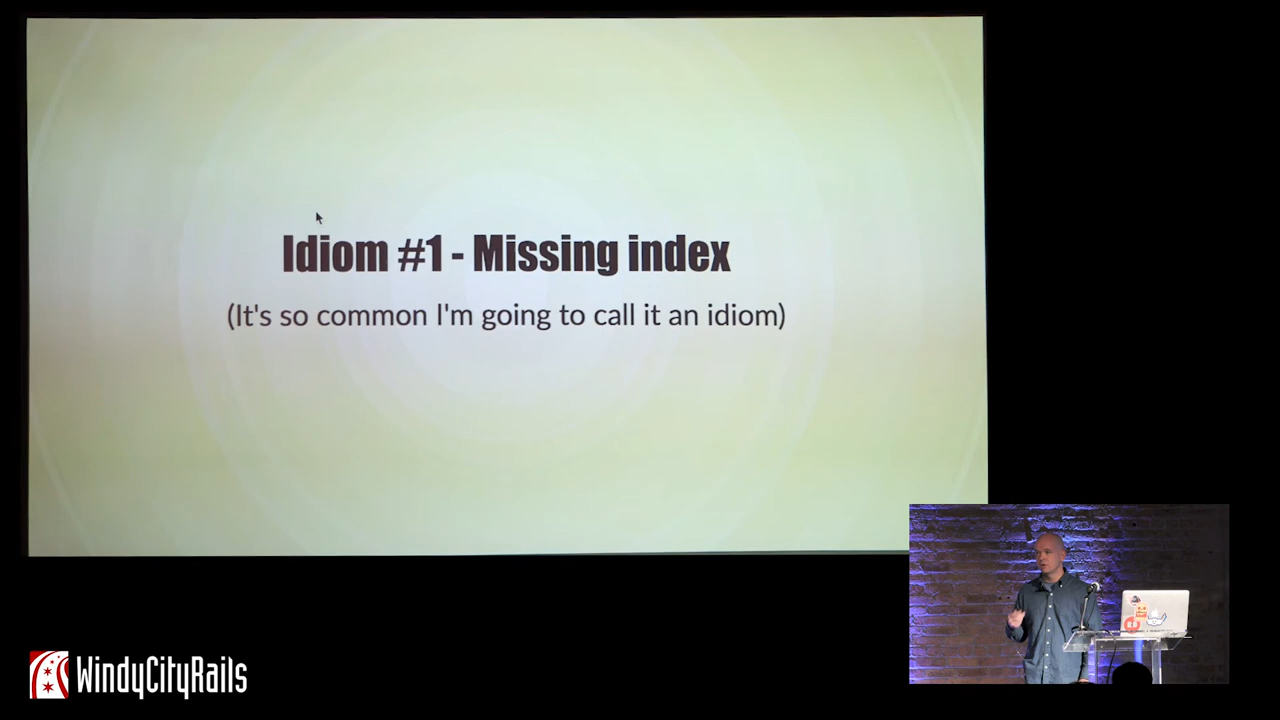 Idiom #1 - Missing index
(It's so common I'm going to call it an idiom)
WindyCityRails